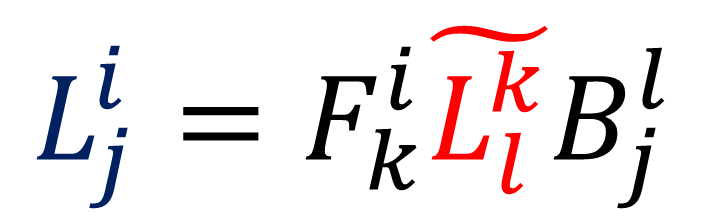 $L^i_j = F^i_k \widetilde{L^k_l} B^l_j$